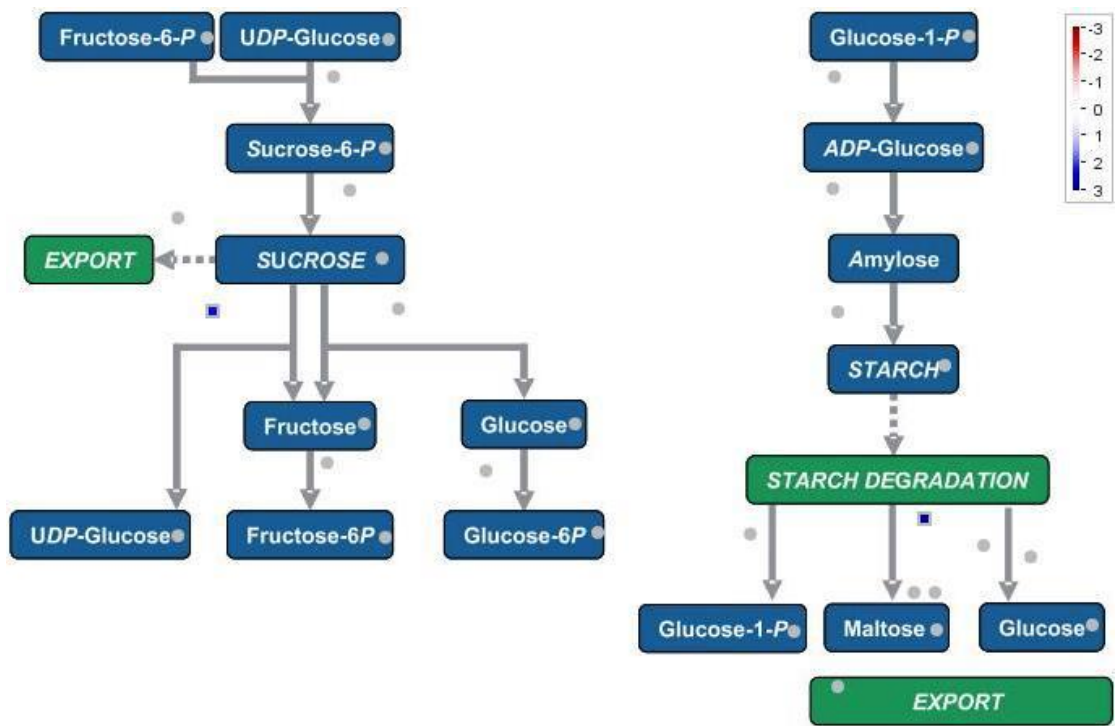 Fructose-6-P
UDP-Glucose
Glucose-1-P
-3
-2
-1
0
1
2
3
Sucrose-6-P
ADP-Glucose
EXPORT
SUCROSE
Amylose
STARCH
Fructose
Glucose
STARCH DEGRADATION
UDP-Glucose
Fructose-6P
Glucose-6P
Glucose-1-P
Maltose
Glucose
EXPORT